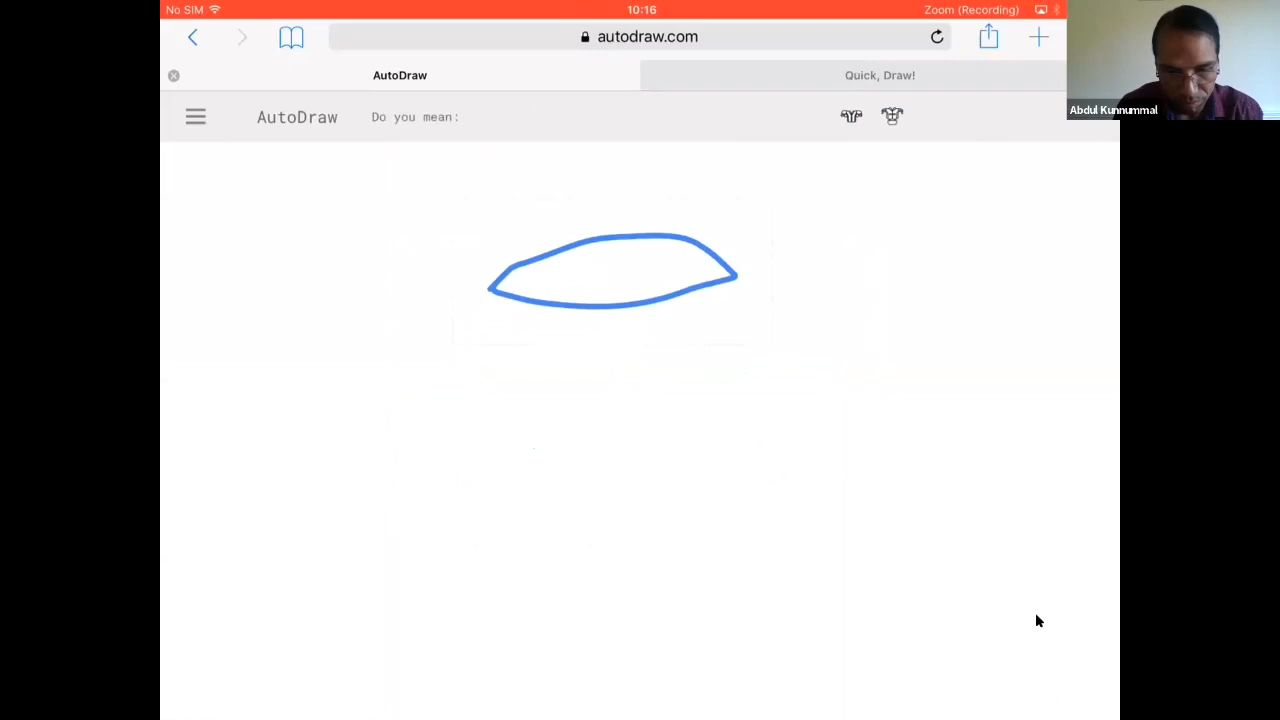 No SIM 10:16 Zoom (Recording)
autodraw.com
AutoDraw Quick, Draw!
AutoDraw Do you mean:
Abdul Kunnummal